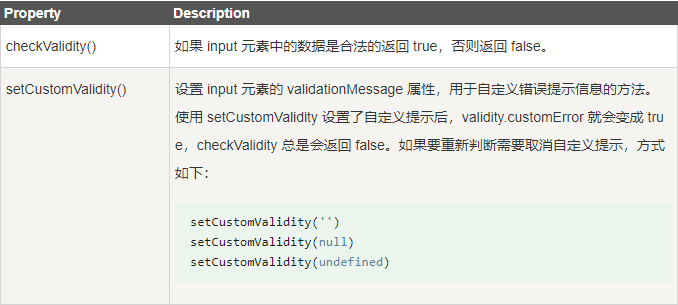 Property Description
checkValidity() 如果 input 元素中的数据是合法的返回 true，否则返回 false。
setCustomValidity() 设置 input 元素的 validationMessage 属性，用于自定义错误提示信息的方法。
使用 setCustomValidity 设置了自定义提示后，validity.customError 就会变成 tru
e，checkValidity 总是会返回 false。如果要重新判断需要取消自定义提示，方式
如下：
setCustomValidity('')
setCustomValidity(null)
setCustomValidity(undefined)